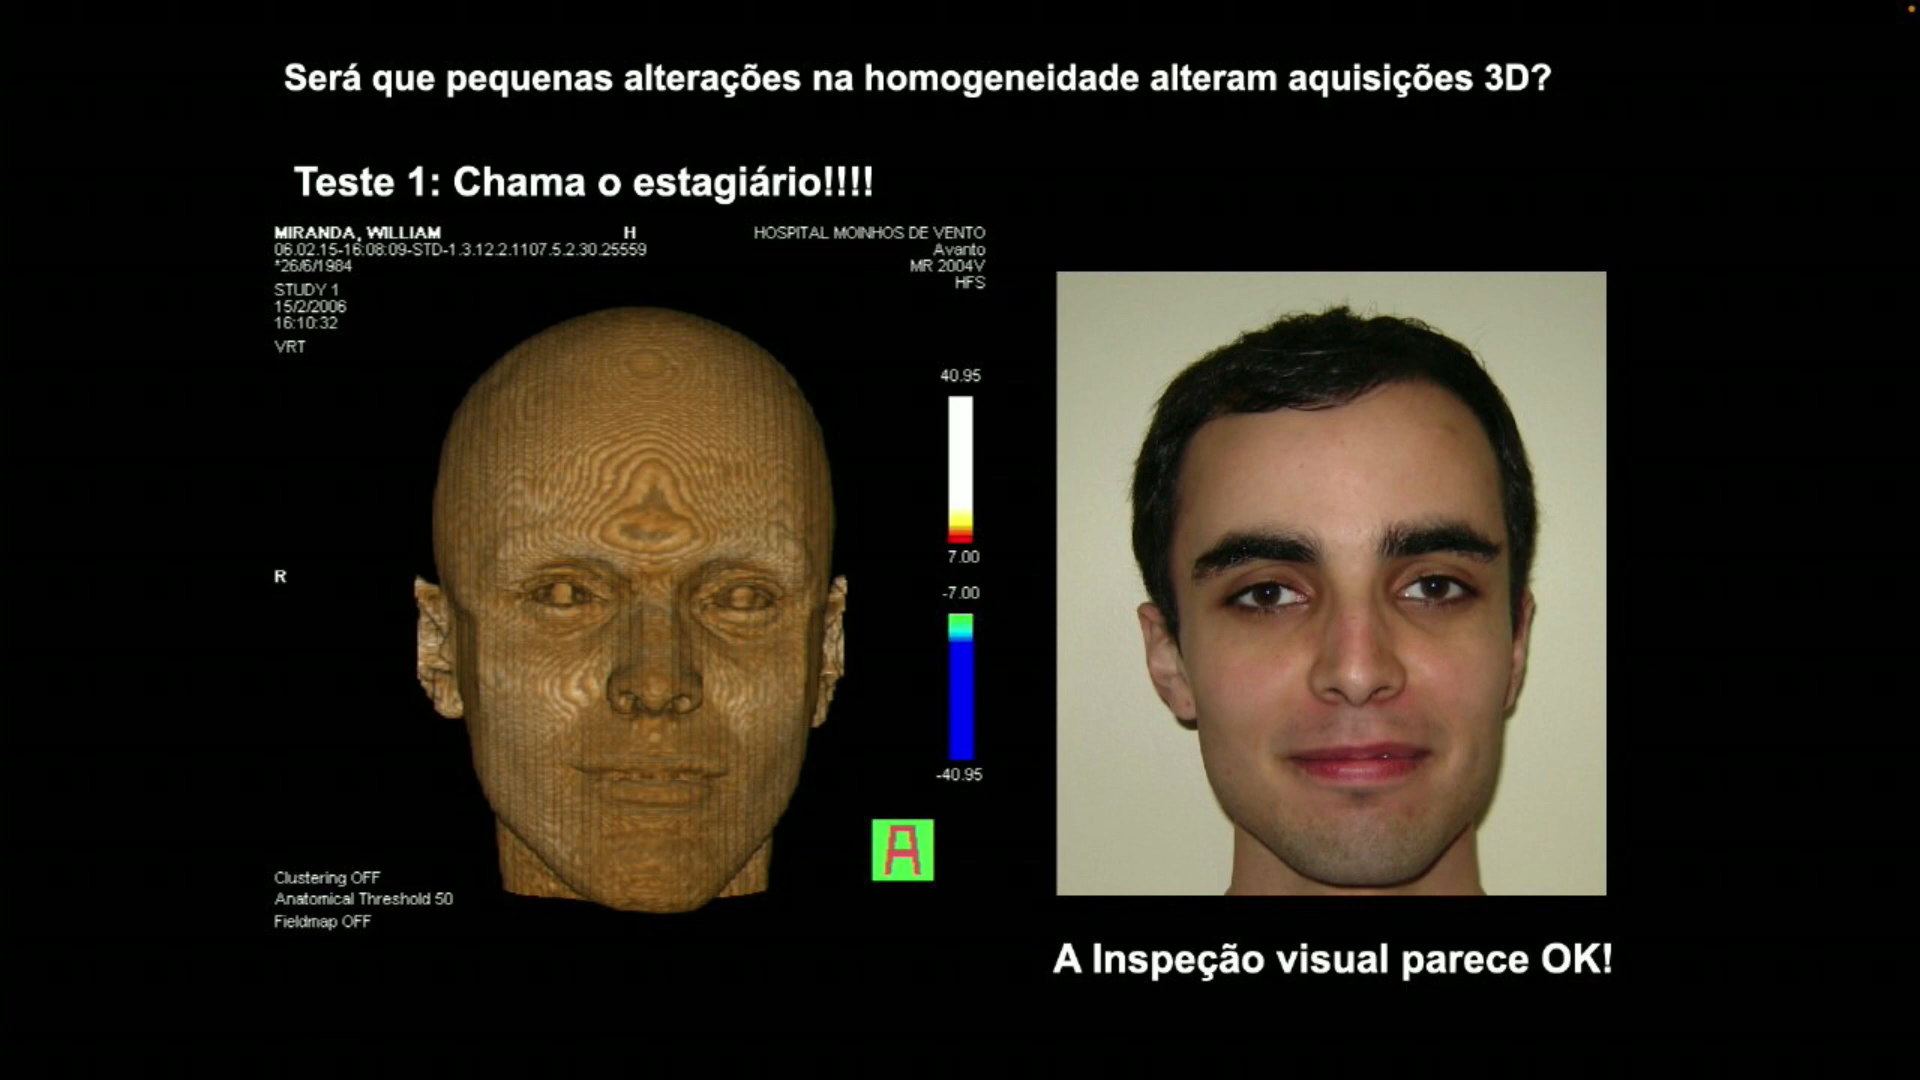 Será que pequenas alterações na homogeneidade alteram aquisições 3D?
Teste 1: Chama o estagiário!!!!
MIRANDA, WILLIAM
06.02.15-16:08:09-STD-1.3.12.2.1107.5.2.30.25559
*26/6/1984
STUDY 1
15/2/2006
16:10:32
VRT
H
HOSPITAL MOINHOS DE VENTO
Avanto
MR 2004V
HFS
R
40.95
7.00
-7.00
-40.95
A
Clustering OFF
Anatomical Threshold 50
Fieldmap OFF
A Inspeção visual parece OK!